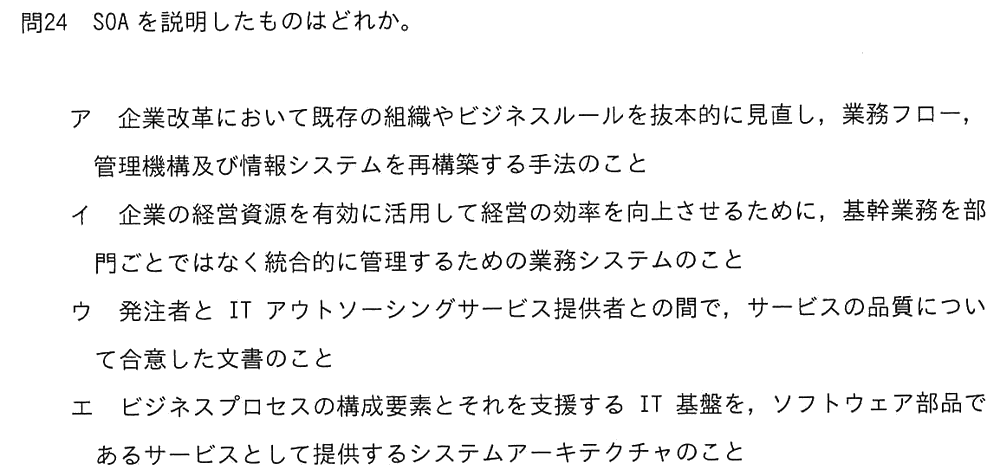 問24 SOAを説明したものはどれか。
ア 企業改革において既存の組織やビジネスルールを抜本的に見直し，業務フロー，
管理機構及び情報システムを再構築する手法のこと
イ 企業の経営資源を有効に活用して経営の効率を向上させるために，基幹業務を部
門ごとではなく統合的に管理するための業務システムのこと
ウ 発注者と IT アウトソーシングサービス提供者との間で，サービスの品質につい
て合意した文書のこと
エ ビジネスプロセスの構成要素とそれを支援する IT 基盤を，ソフトウェア部品で
あるサービスとして提供するシステムアーキテクチャのこと